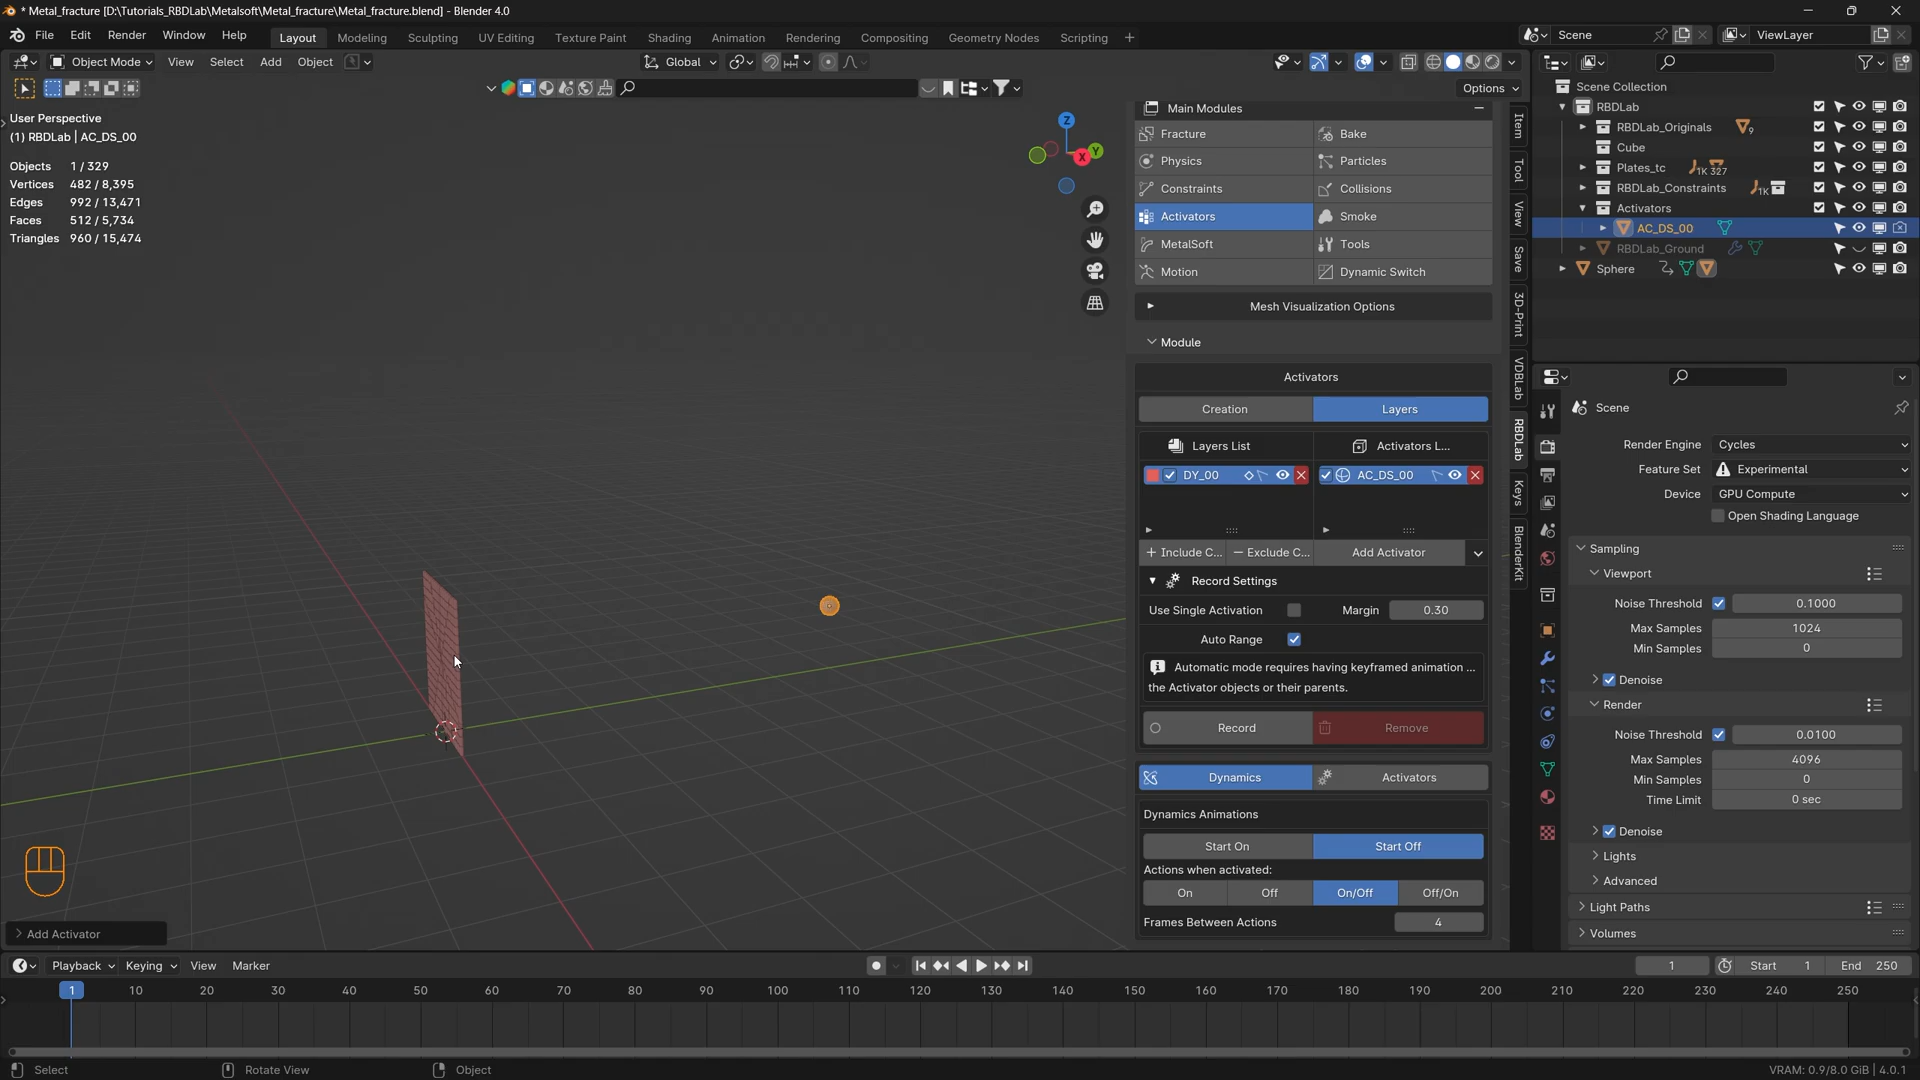 * Metal_fracture [D:\Tutorials_RBDLab\Metalsoft\Metal_fracture\Metal_fracture.blend] - Blender 4.0
File Edit Render Window Help Layout Modeling Sculpting UV Editing Texture Paint Shading Animation Rendering Compositing Geometry Nodes Scripting + Scene ViewLayer
Object Mode View Select Add Object Global
Options
User Perspective
(1) RBDLab | AC_DS_00
Objects 1 / 329
Vertices 482 / 8,395
Edges 992 / 13,471
Faces 512 / 5,734
Triangles 960 / 15,474
Z
Y
X
Main Modules
Fracture Bake
Physics Particles
Constraints Collisions
Activators Smoke
MetalSoft Tools
Motion Dynamic Switch
Mesh Visualization Options
Module
Activators
Creation Layers
Layers List Activators L...
DY_00 AC_DS_00
+ Include C... − Exclude C... Add Activator
Record Settings
Use Single Activation Margin 0.30
Auto Range
Automatic mode requires having keyframed animation ...
the Activator objects or their parents.
Record Remove
Dynamics Activators
Dynamics Animations
Start On Start Off
Actions when activated:
On Off On/Off Off/On
Frames Between Actions 4
Item
Tool
View
Save
3D-Print
VDBLab
RBDLab
Keys
BlenderKit
Scene Collection
RBDLab
RBDLab_Originals 9
Cube
Plates_tc 1K 327
RBDLab_Constraints 1K
Activators
AC_DS_00
RBDLab_Ground
Sphere
Scene
Render Engine Cycles
Feature Set Experimental
Device GPU Compute
Open Shading Language
Sampling
Viewport
Noise Threshold 0.1000
Max Samples 1024
Min Samples 0
Denoise
Render
Noise Threshold 0.0100
Max Samples 4096
Min Samples 0
Time Limit 0 sec
Denoise
Lights
Advanced
Light Paths
Volumes
Add Activator
Playback Keying View Marker 1 Start 1 End 250
1 10 20 30 40 50 60 70 80 90 100 110 120 130 140 150 160 170 180 190 200 210 220 230 240 250
Select Rotate View Object VRAM: 0.9/8.0 GiB | 4.0.1